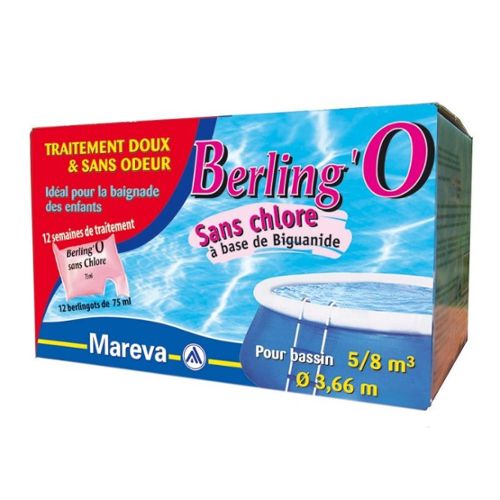 TRAITEMENT DOUX
& SANS ODEUR
Idéal pour la baignade
des enfants
12 semaines de traitement
Berling'O
sans Chlore
75ml
12 berlingots de 75 ml
Mareva
Berling'O
Sans chlore
à base de Biguanide
Pour bassin 5/8 m³
Ø 3,66 m